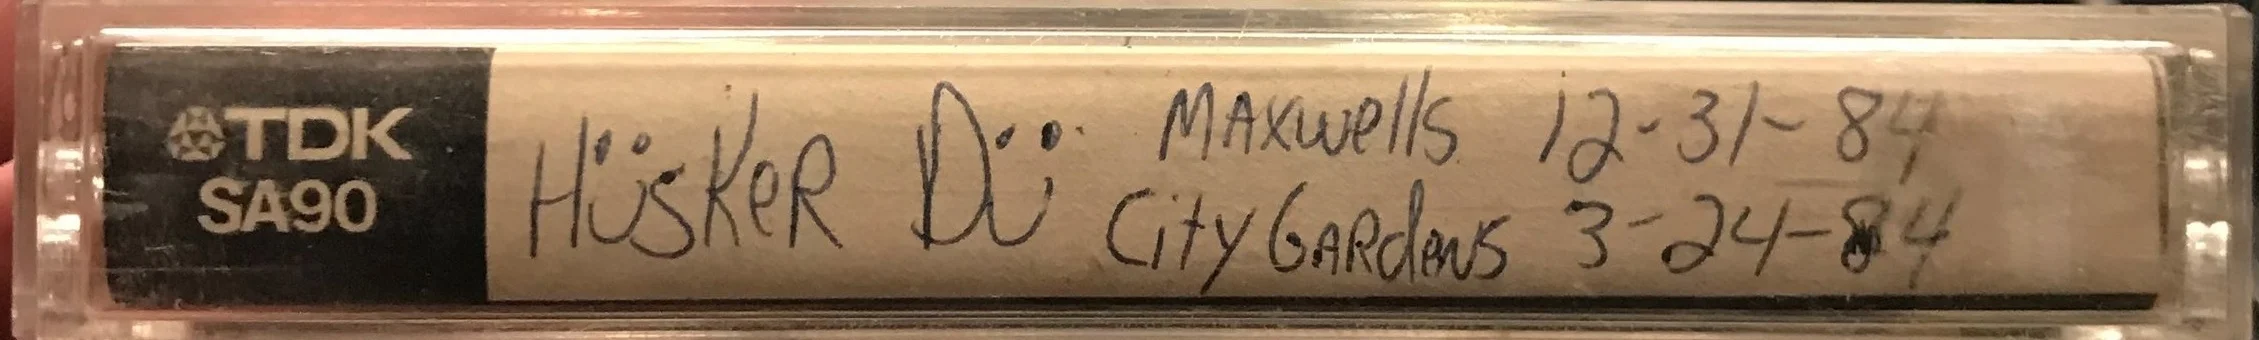 TDK
SA90
HüsKeR Dü
MAxwells 12-31-84
City GARdeNS 3-24-84